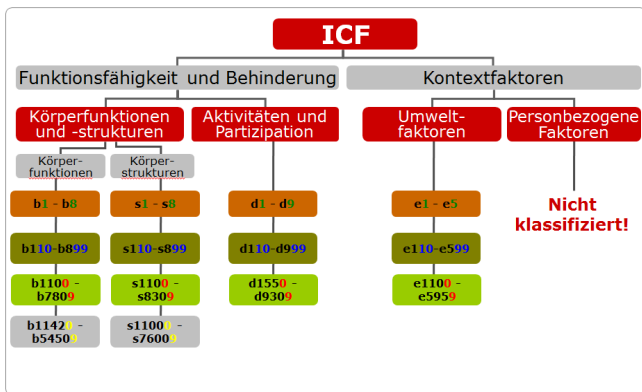 ICF
Funktionsfähigkeit und Behinderung
Kontextfaktoren
Körperfunktionen
und -strukturen
Aktivitäten und
Partizipation
Umwelt-
faktoren
Personbezogene
Faktoren
Körper-
funktionen
Körper-
strukturen
b1 - b8
s1 - s8
d1 - d9
e1 - e5
Nicht
klassifiziert!
b110-b899
s110-s899
d110-d999
e110-e599
b1100 -
b7809
s1100 -
s8309
d1550 -
d9309
e1100 -
e5959
b11420 -
b54509
s11000 -
s76009